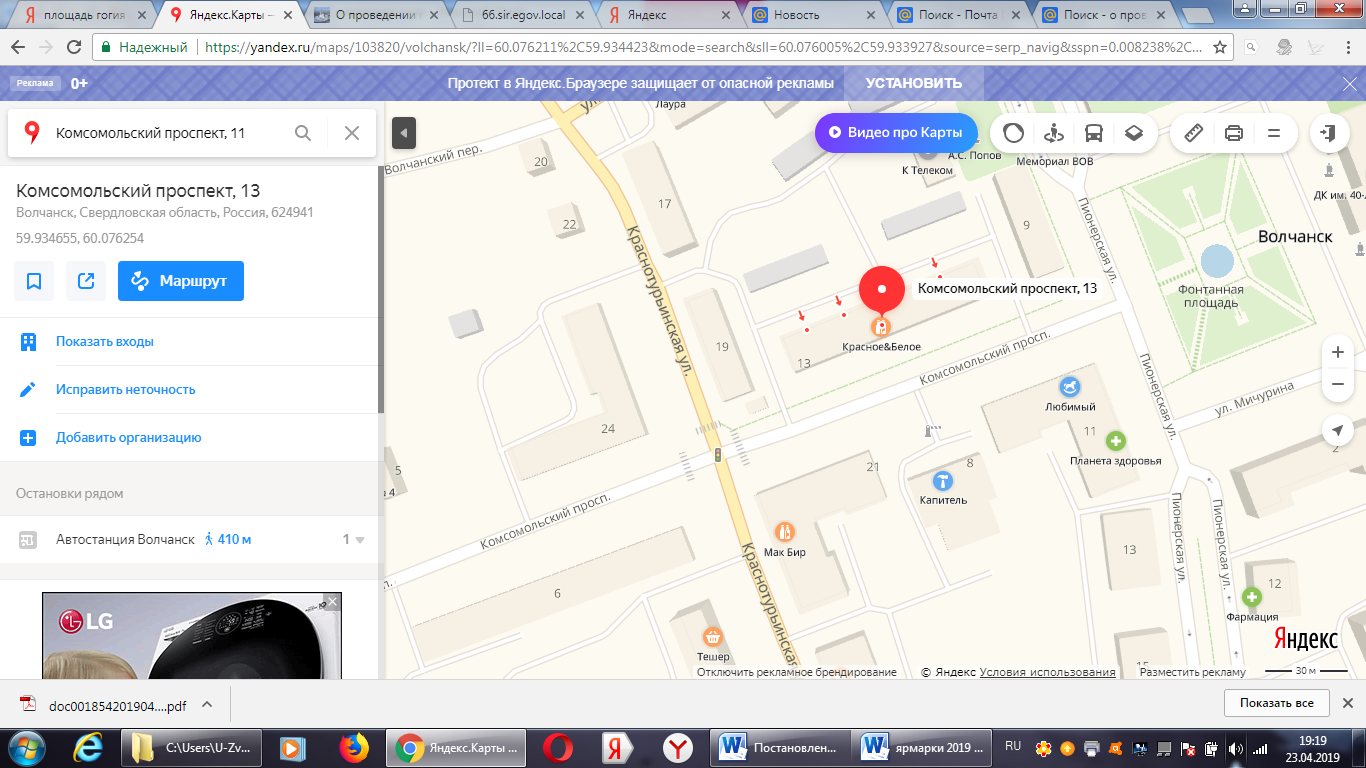 площадь гогия
Яндекс.Карты —
О проведении
66.sir.egov.local
Яндекс
Новость
Поиск - Почта
Поиск - о пров
Надежный
https://yandex.ru/maps/103820/volchansk/?ll=60.076211%2C59.934423&mode=search&sll=60.076005%2C59.933927&source=serp_navig&sspn=0.008238%2C...
Реклама
0+
Протект в Яндекс.Браузере защищает от опасной рекламы
УСТАНОВИТЬ
Комсомольский проспект, 11
Комсомольский проспект, 13
Волчанск, Свердловская область, Россия, 624941
59.934655, 60.076254
Маршрут
Показать входы
Исправить неточность
Добавить организацию
Остановки рядом
Автостанция Волчанск 410 м 1
LG
Видео про Карты
Лаура
Волчанский пер.
20
17
22
К Телеком
А.С. Попов
Мемориал ВОВ
9
Пионерская ул.
ДК им. 40-
Волчанск
Фонтанная
площадь
Краснотурьинская ул.
19
Комсомольский проспект, 13
Красное&Белое
13
Комсомольский просп.
24
Любимый
11
Планета здоровья
ул. Мичурина
2
Пионерская ул.
5
21
8
Капитель
Комсомольский просп.
Мак Бир
6
Краснотурьинская
13
Пионерская ул.
Пионерская ул.
12
Фармация
Тешер
Яндекс
Отключить рекламное брендирование
© Яндекс Условия использования
Разместить рекламу
30 м
doc001854201904....pdf
Показать все
C:\Users\U-Zv...
Яндекс.Карты ...
Постановлен...
ярмарки 2019 ...
RU
19:19
23.04.2019